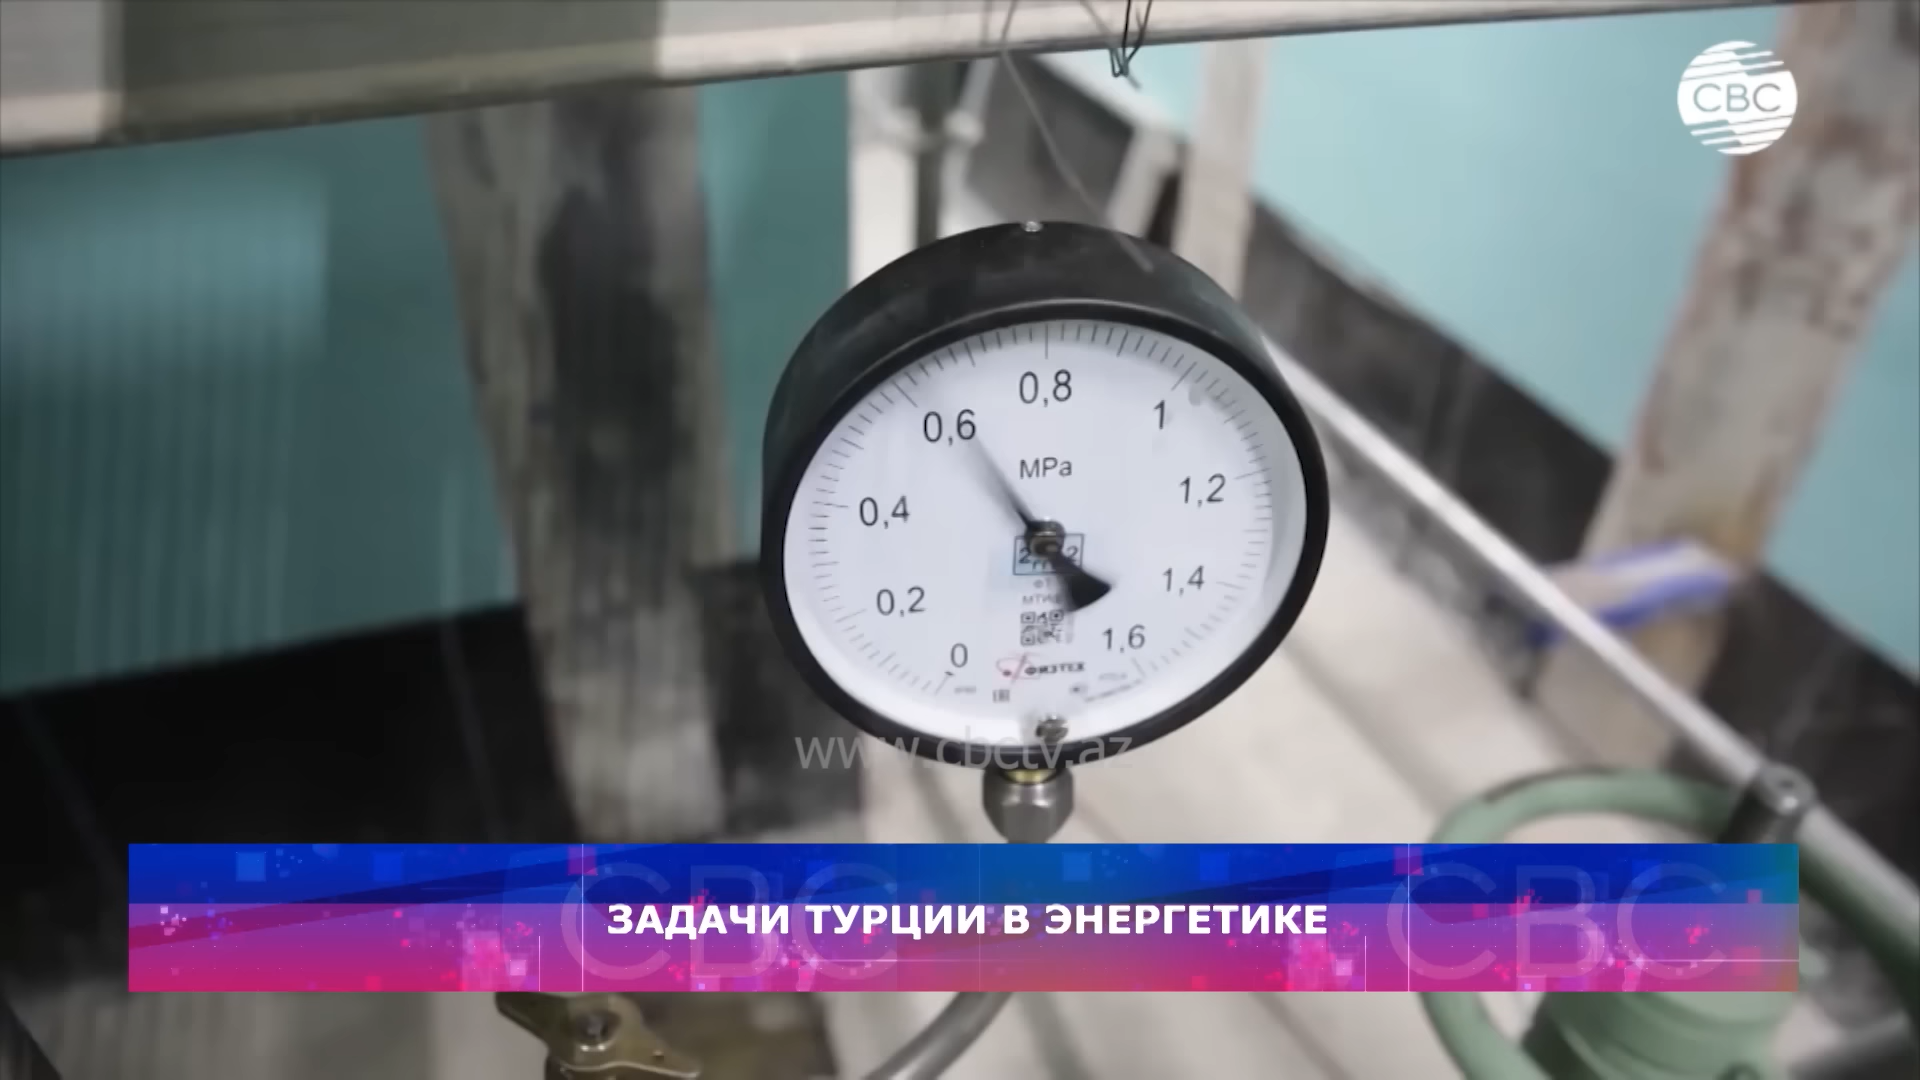 CBC
0,8
0,6
1
MPa
0,4
1,2
0,2
1,4
0
1,6
ФИЗТЕХ
www.cbctv.az
ЗАДАЧИ ТУРЦИИ В ЭНЕРГЕТИКЕ